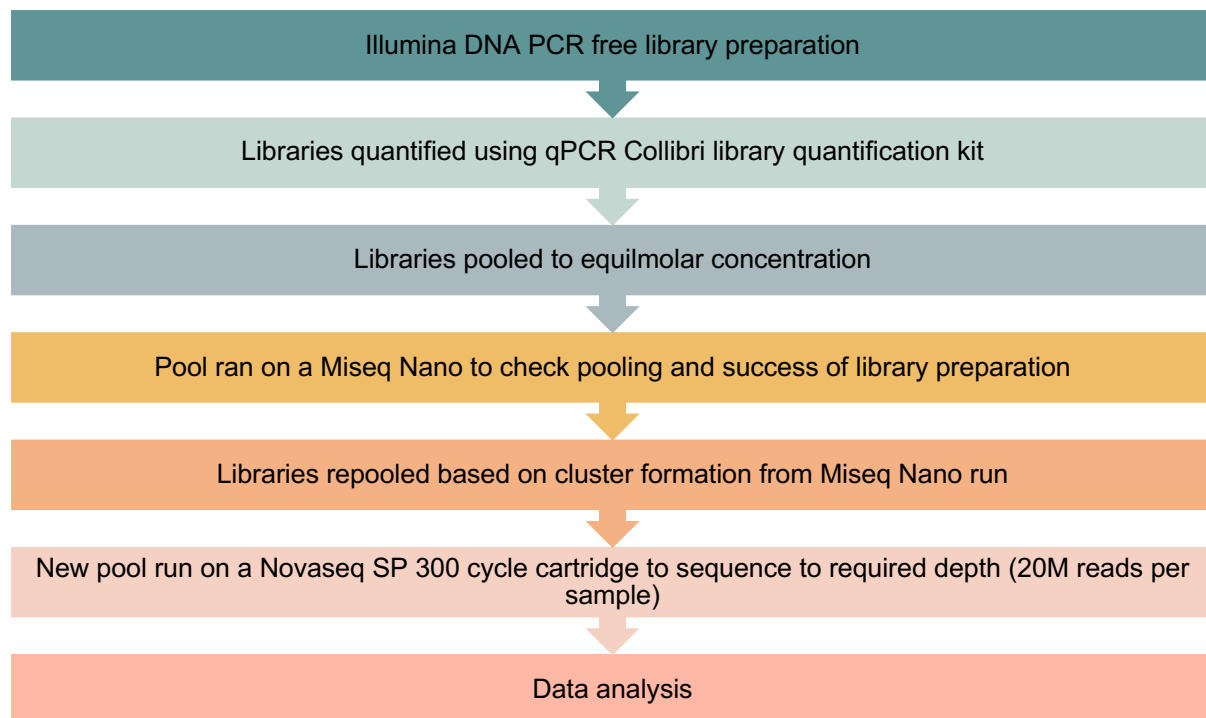 Illumina DNA PCR free library preparation
Libraries quantified using qPCR Collibri library quantification kit
Libraries pooled to equilmolar concentration
Pool ran on a Miseq Nano to check pooling and success of library preparation
Libraries repooled based on cluster formation from Miseq Nano run
New pool run on a Novaseq SP 300 cycle cartridge to sequence to required depth (20M reads per
sample)
Data analysis